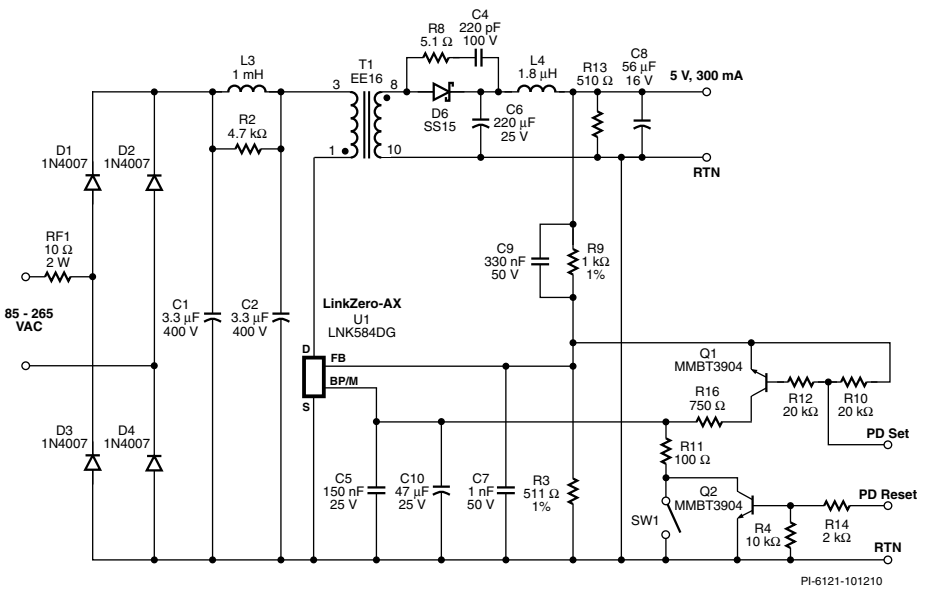 C4
220 pF
100 V
R8
5.1 Ω
L3
1 mH
T1
EE16
3
8
L4
1.8 µH
R13
510 Ω
C8
56 µF
16 V
5 V, 300 mA
R2
4.7 kΩ
D6
SS15
C6
220 µF
25 V
1
10
RTN
D1
1N4007
D2
1N4007
RF1
10 Ω
2 W
C9
330 nF
50 V
R9
1 kΩ
1%
85 - 265
VAC
C1
3.3 µF
400 V
C2
3.3 µF
400 V
LinkZero-AX
U1
LNK584DG
D
FB
BP/M
S
Q1
MMBT3904
R16
750 Ω
R12
20 kΩ
R10
20 kΩ
PD Set
D3
1N4007
D4
1N4007
R11
100 Ω
C5
150 nF
25 V
C10
47 µF
25 V
C7
1 nF
50 V
R3
511 Ω
1%
SW1
Q2
MMBT3904
PD Reset
R4
10 kΩ
R14
2 kΩ
RTN
PI-6121-101210